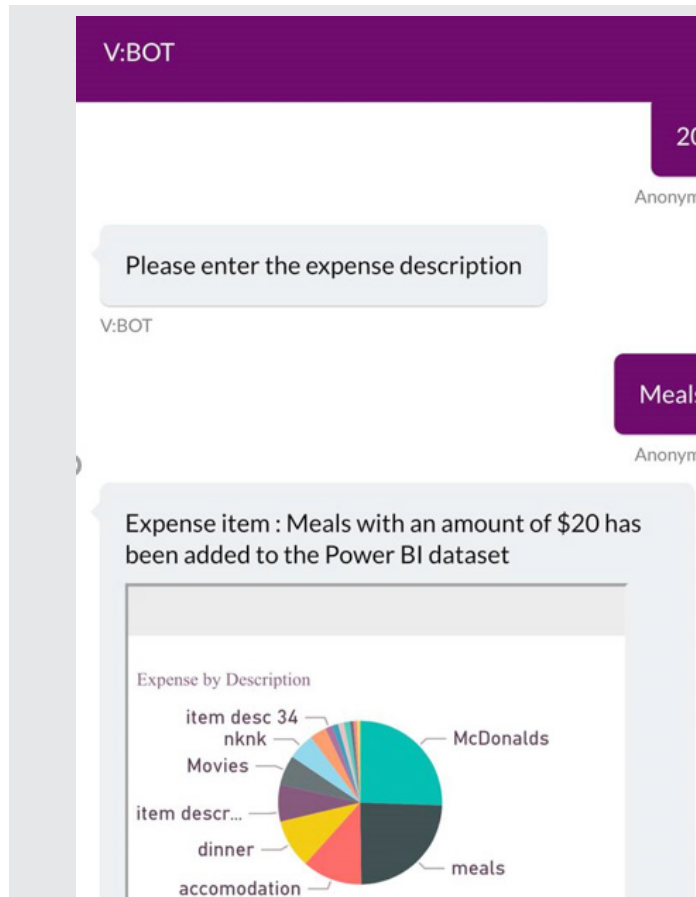 V:BOT
20
Anonym
Please enter the expense description
V:BOT
Meals
Anonym
Expense item : Meals with an amount of $20 has
been added to the Power BI dataset
Expense by Description
item desc 34
nknk
McDonalds
Movies
item descr...
dinner
meals
accomodation